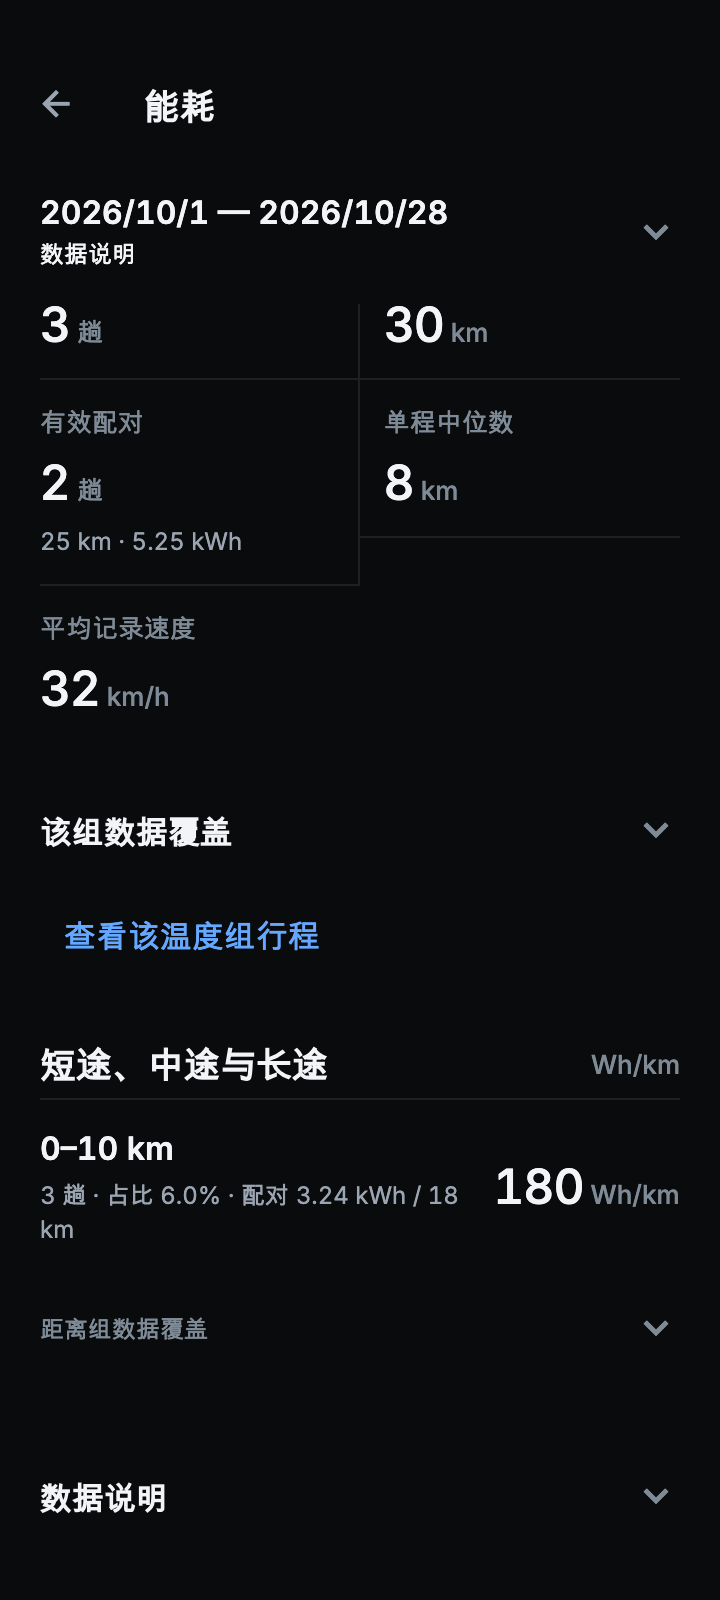 能耗
2026/10/1 — 2026/10/28
数据说明
3 趟
30 km
有效配对
单程中位数
2 趟
8 km
25 km · 5.25 kWh
平均记录速度
32 km/h
该组数据覆盖
查看该温度组行程
短途、中途与长途
Wh/km
0–10 km
3 趟 · 占比 6.0% · 配对 3.24 kWh / 18
km
180 Wh/km
距离组数据覆盖
数据说明